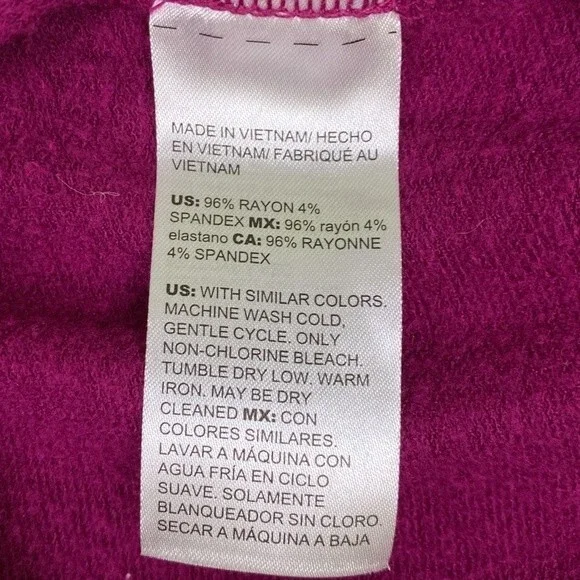 MADE IN VIETNAM/ HECHO
EN VIETNAM/ FABRIQUÉ AU
VIETNAM
US: 96% RAYON 4%
SPANDEX MX: 96% rayón 4%
elastano CA: 96% RAYONNE
4% SPANDEX
US: WITH SIMILAR COLORS.
MACHINE WASH COLD,
GENTLE CYCLE. ONLY
NON-CHLORINE BLEACH.
TUMBLE DRY LOW. WARM
IRON. MAY BE DRY
CLEANED MX: CON
COLORES SIMILARES.
LAVAR A MÁQUINA CON
AGUA FRÍA EN CICLO
SUAVE. SOLAMENTE
BLANQUEADOR SIN CLORO.
SECAR A MÁQUINA A BAJA